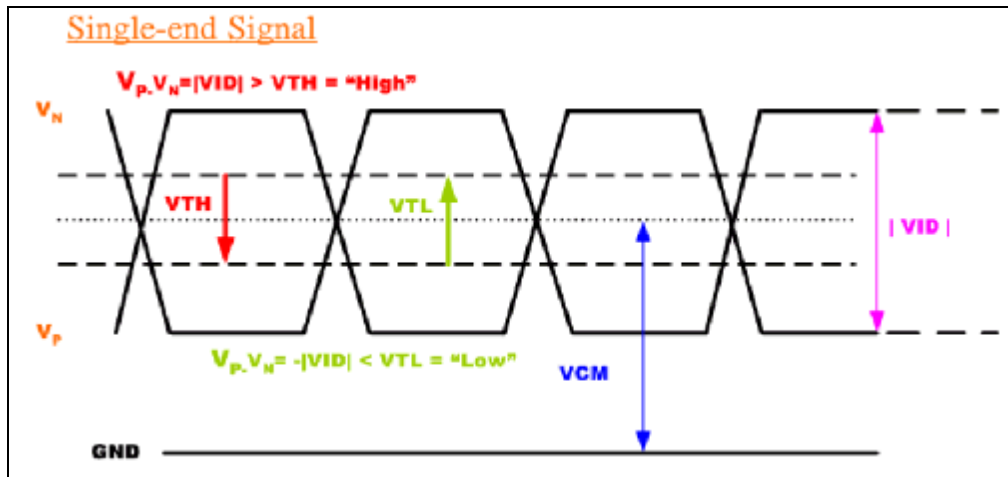 Single-end Signal
VP-VN=|VID| > VTH = “High”
VN
VTH
VTL
| VID |
VP
VP-VN= -|VID| < VTL = “Low”
VCM
GND